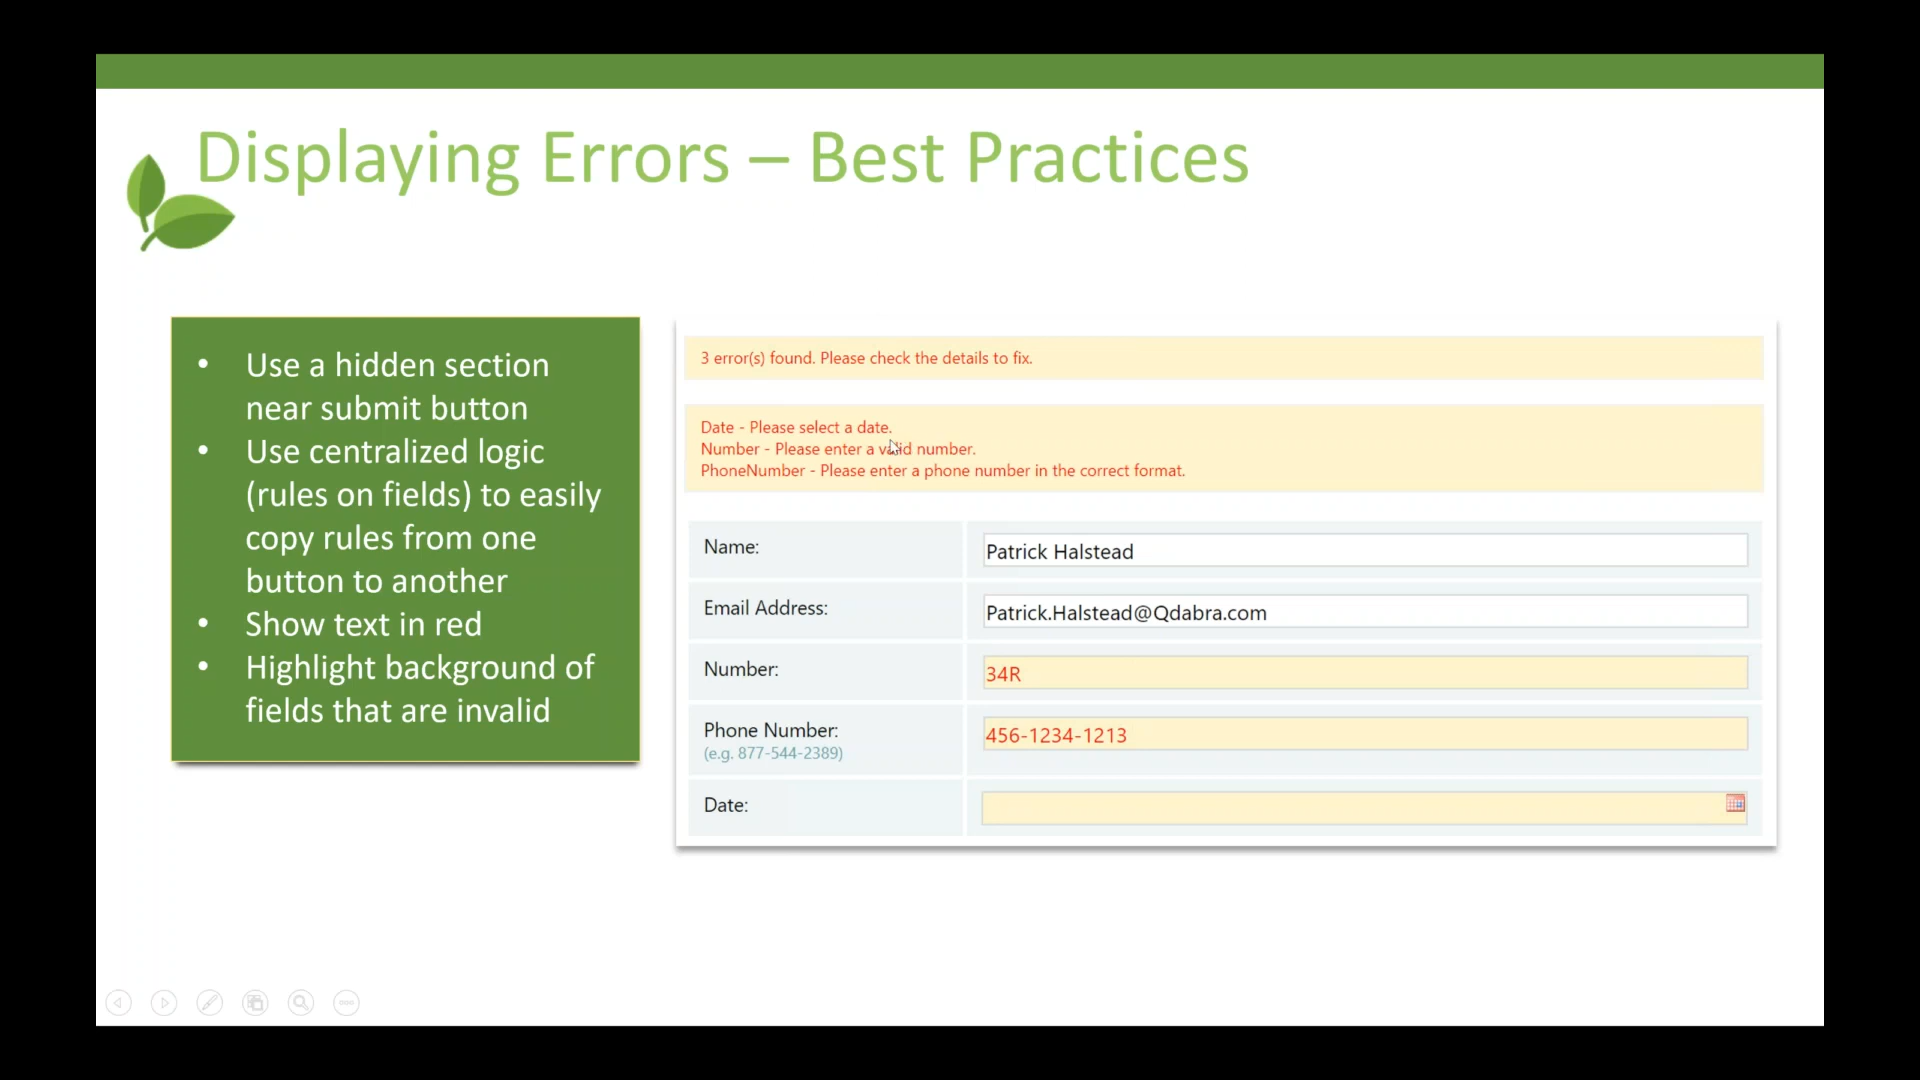 Displaying Errors – Best Practices
• Use a hidden section
near submit button
• Use centralized logic
(rules on fields) to easily
copy rules from one
button to another
• Show text in red
• Highlight background of
fields that are invalid
3 error(s) found. Please check the details to fix.
Date - Please select a date.
Number - Please enter a valid number.
PhoneNumber - Please enter a phone number in the correct format.
Name:
Patrick Halstead
Email Address:
Patrick.Halstead@Qdabra.com
Number:
34R
Phone Number:
(e.g. 877-544-2389)
456-1234-1213
Date: